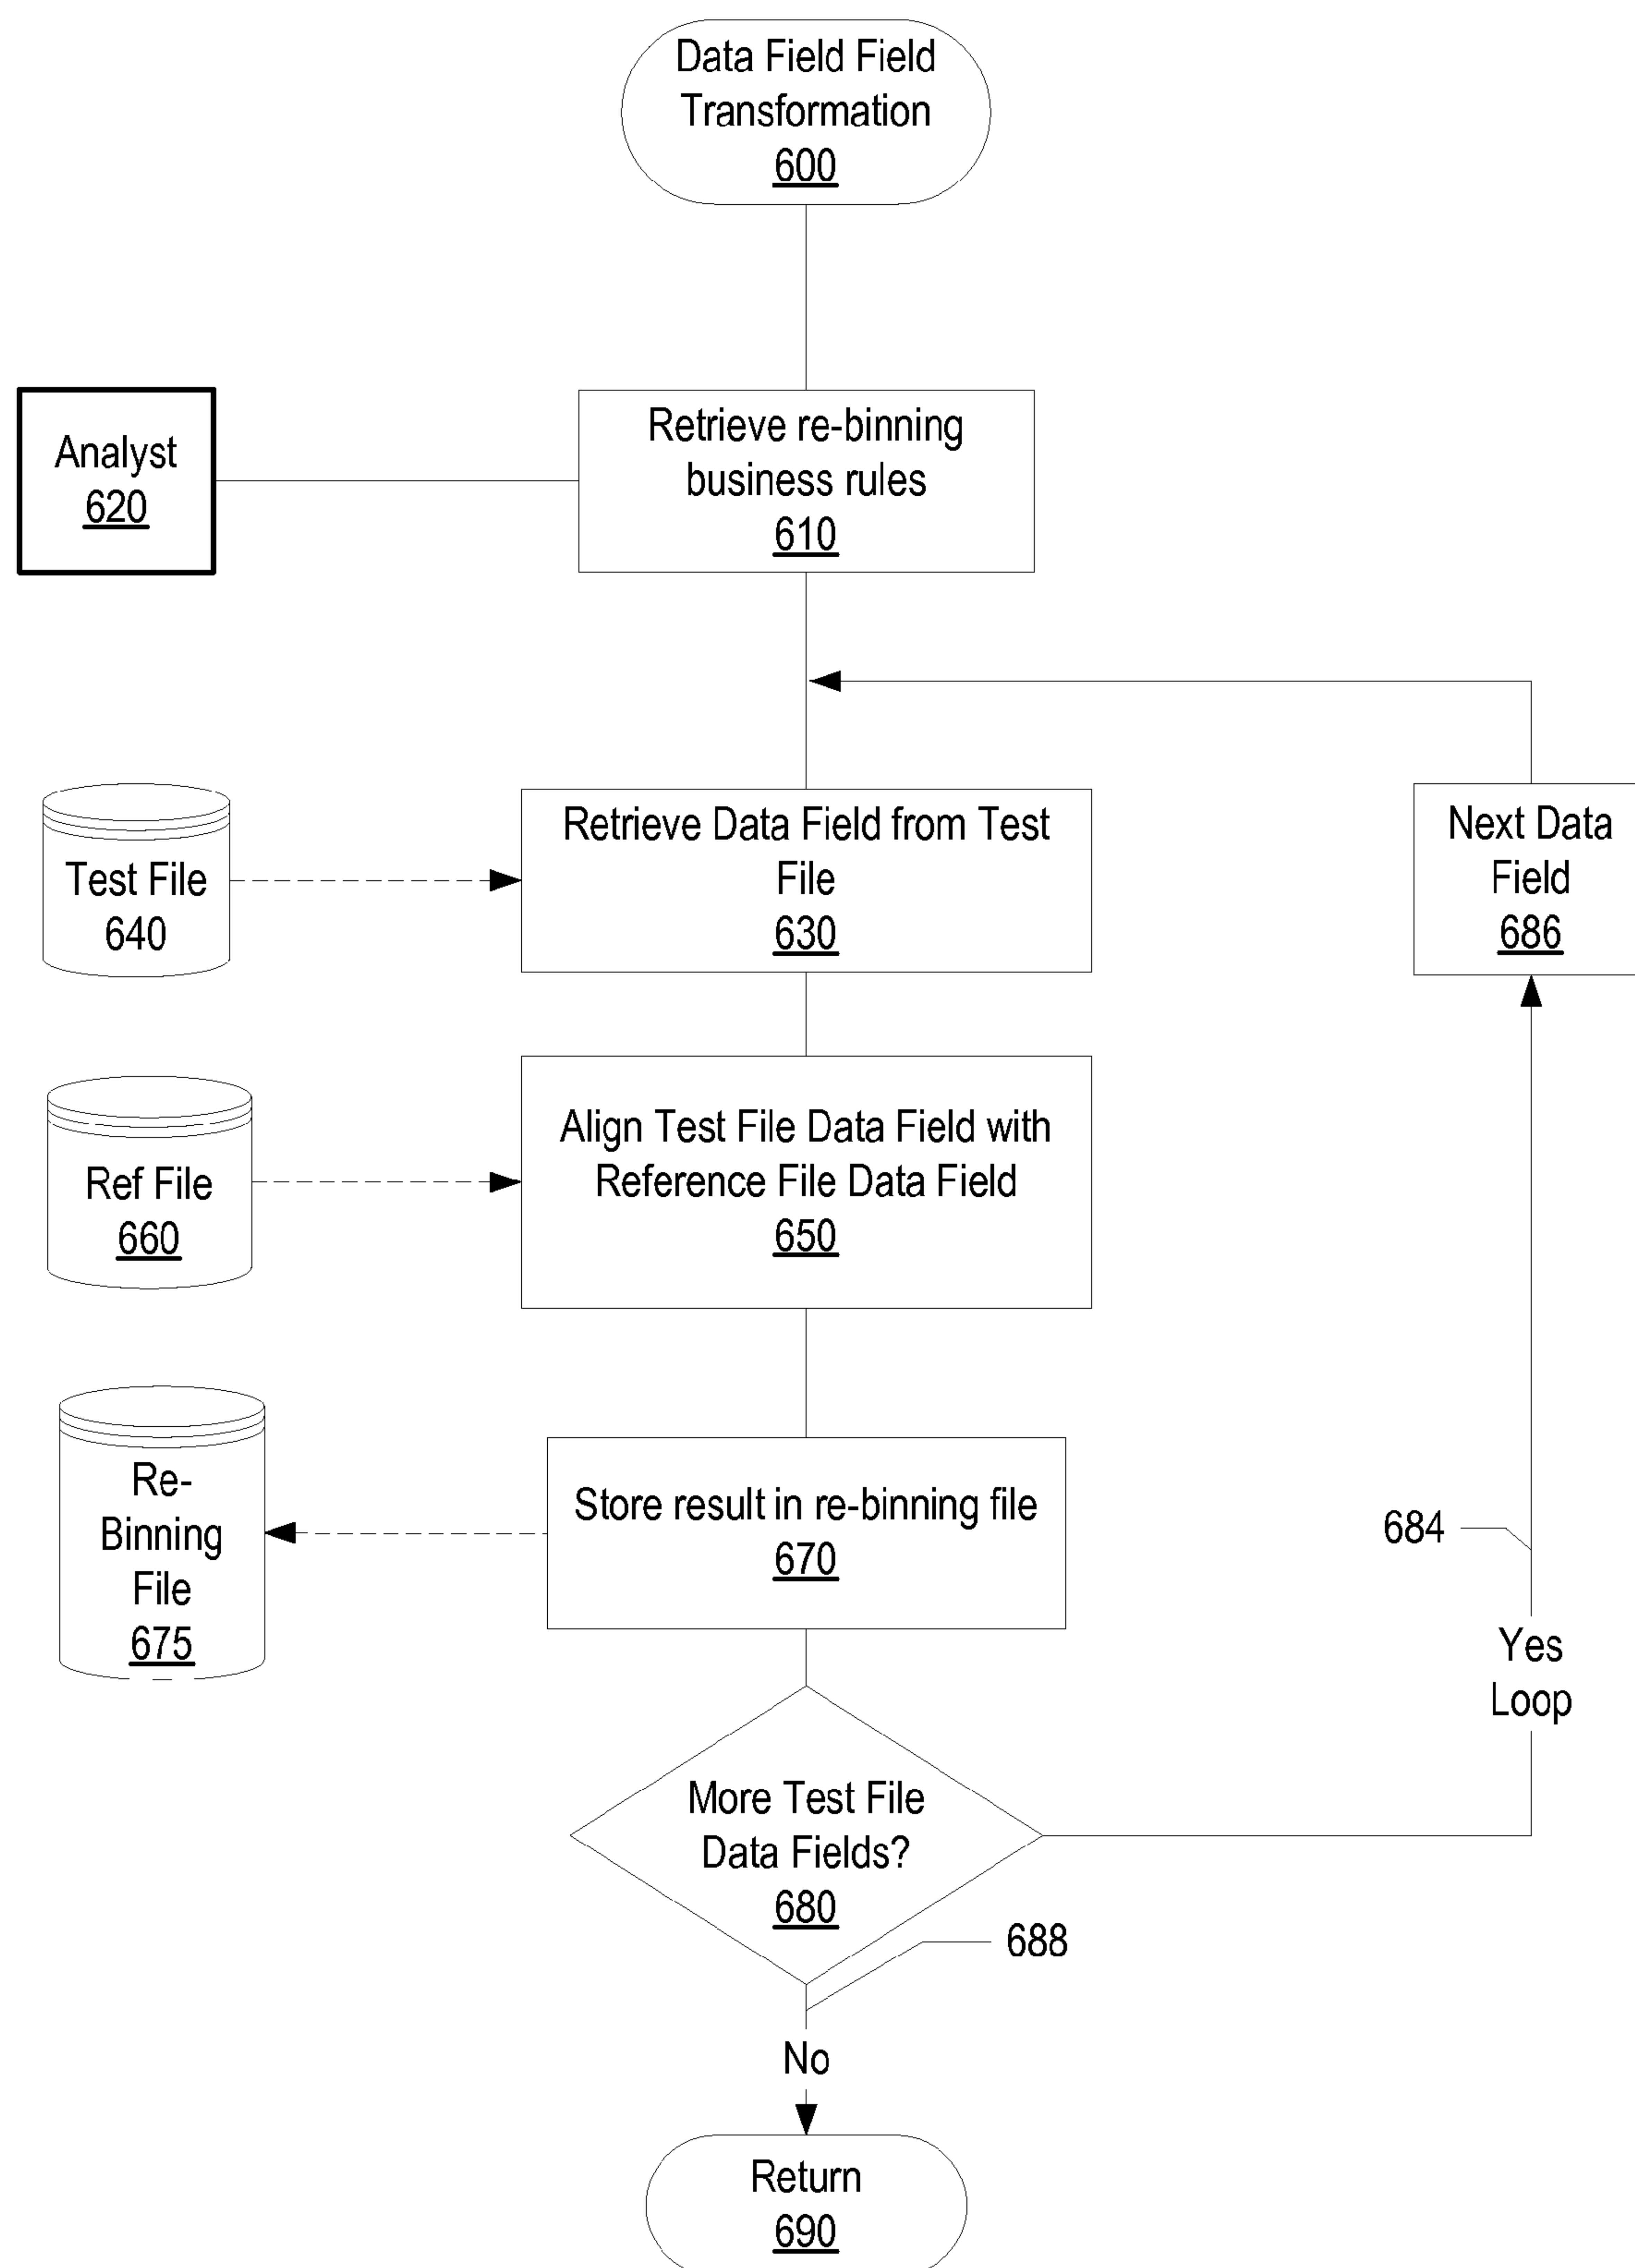 Data Field Field
Transformation
600
Analyst
620
Retrieve re-binning
business rules
610
Test File
640
Retrieve Data Field from Test
File
630
Next Data
Field
686
Ref File
660
Align Test File Data Field with
Reference File Data Field
650
Re-
Binning
File
675
Store result in re-binning file
670
684
Yes
Loop
More Test File
Data Fields?
680
688
No
Return
690